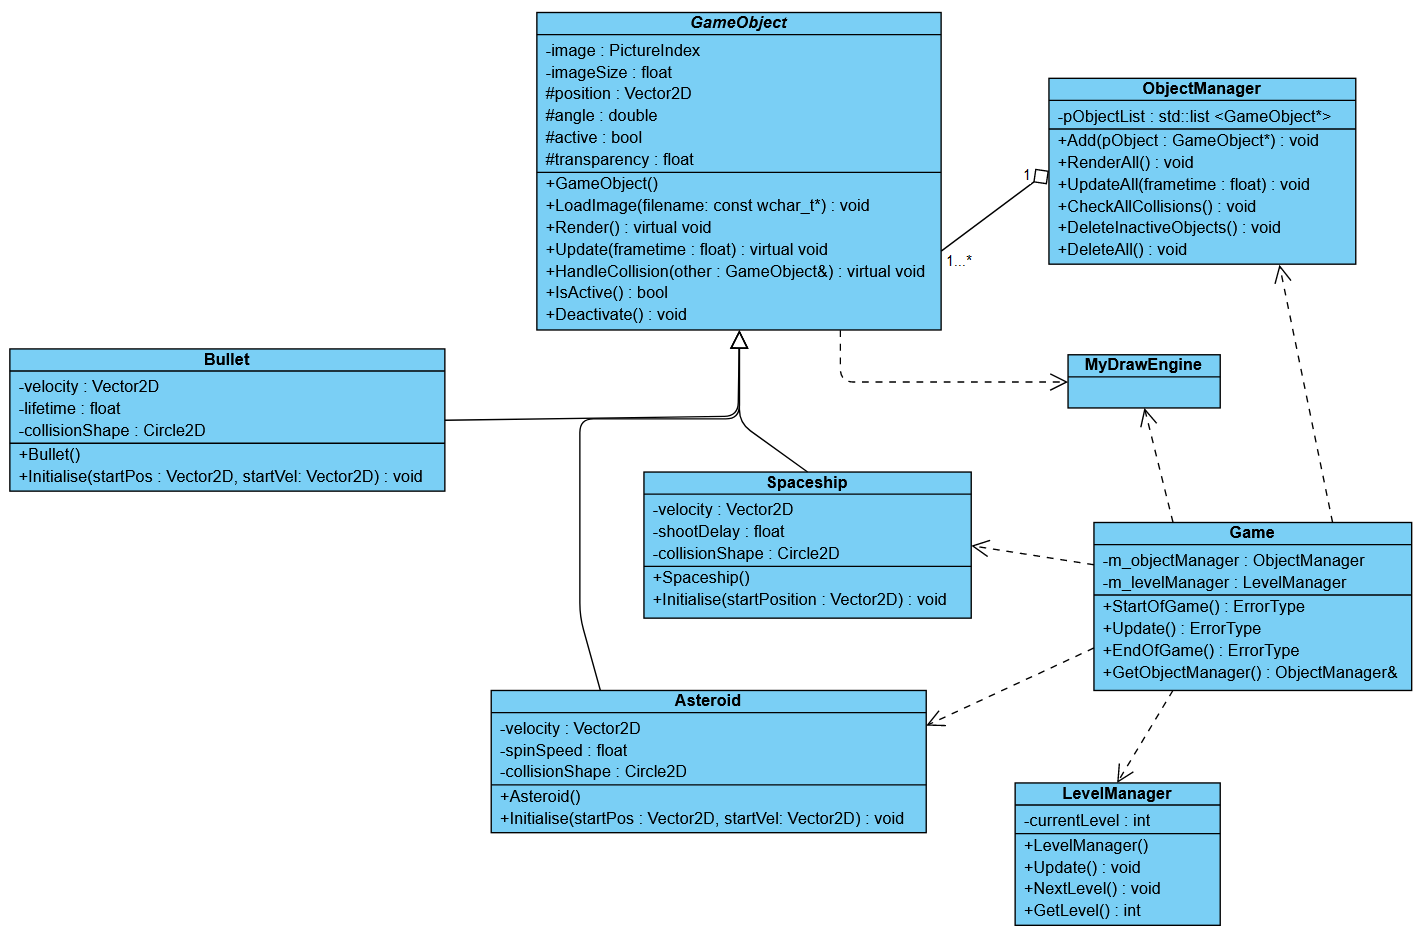 GameObject
-image : PictureIndex
-imageSize : float
#position : Vector2D
#angle : double
#active : bool
#transparency : float
+GameObject()
+LoadImage(filename: const wchar_t*) : void
+Render() : virtual void
+Update(frametime : float) : virtual void
+HandleCollision(other : GameObject&) : virtual void
+IsActive() : bool
+Deactivate() : void
ObjectManager
-pObjectList : std::list <GameObject*>
+Add(pObject : GameObject*) : void
+RenderAll() : void
+UpdateAll(frametime : float) : void
+CheckAllCollisions() : void
+DeleteInactiveObjects() : void
+DeleteAll() : void
1
1...*
Bullet
-velocity : Vector2D
-lifetime : float
-collisionShape : Circle2D
+Bullet()
+Initialise(startPos : Vector2D, startVel: Vector2D) : void
MyDrawEngine
Spaceship
-velocity : Vector2D
-shootDelay : float
-collisionShape : Circle2D
+Spaceship()
+Initialise(startPosition : Vector2D) : void
Game
-m_objectManager : ObjectManager
-m_levelManager : LevelManager
+StartOfGame() : ErrorType
+Update() : ErrorType
+EndOfGame() : ErrorType
+GetObjectManager() : ObjectManager&
Asteroid
-velocity : Vector2D
-spinSpeed : float
-collisionShape : Circle2D
+Asteroid()
+Initialise(startPos : Vector2D, startVel: Vector2D) : void
LevelManager
-currentLevel : int
+LevelManager()
+Update() : void
+NextLevel() : void
+GetLevel() : int